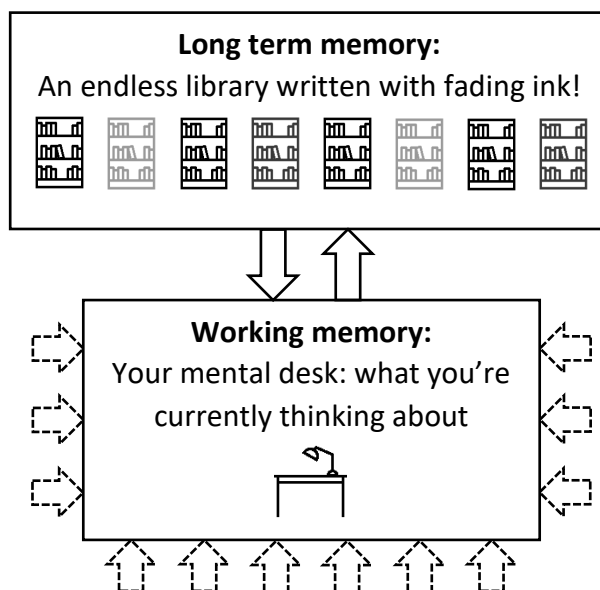 Long term memory:
An endless library written with fading ink!
Working memory:
Your mental desk: what you’re
currently thinking about